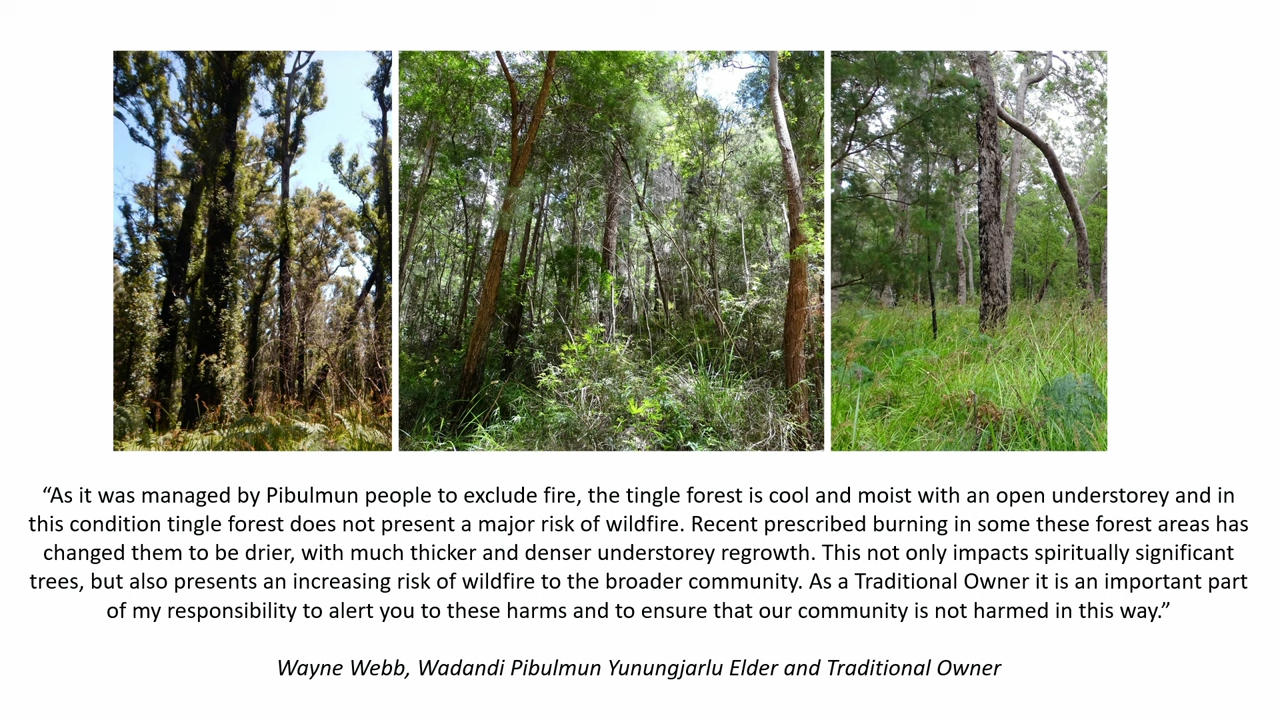 “As it was managed by Pibulmun people to exclude fire, the tingle forest is cool and moist with an open understorey and in
this condition tingle forest does not present a major risk of wildfire. Recent prescribed burning in some these forest areas has
changed them to be drier, with much thicker and denser understorey regrowth. This not only impacts spiritually significant
trees, but also presents an increasing risk of wildfire to the broader community. As a Traditional Owner it is an important part
of my responsibility to alert you to these harms and to ensure that our community is not harmed in this way.”
Wayne Webb, Wadandi Pibulmun Yunungjarlu Elder and Traditional Owner